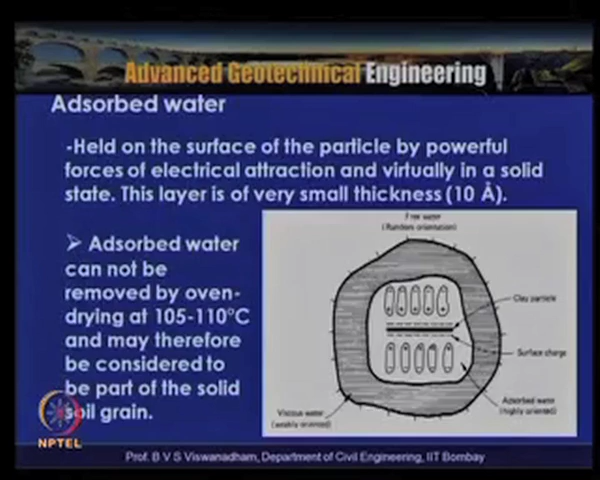 Advanced Geotechnical Engineering
Adsorbed water
-Held on the surface of the particle by powerful
forces of electrical attraction and virtually in a solid
state. This layer is of very small thickness (10 Å).
➢ Adsorbed water
can not be
removed by oven-
drying at 105-110°C
and may therefore
be considered to
be part of the solid
soil grain.
Free water
(Random orientation)
Clay particle
Surface charge
Adsorbed water
(highly oriented)
Viscous water
(weakly oriented)
NPTEL
Prof. B V S Viswanadham, Department of Civil Engineering, IIT Bombay